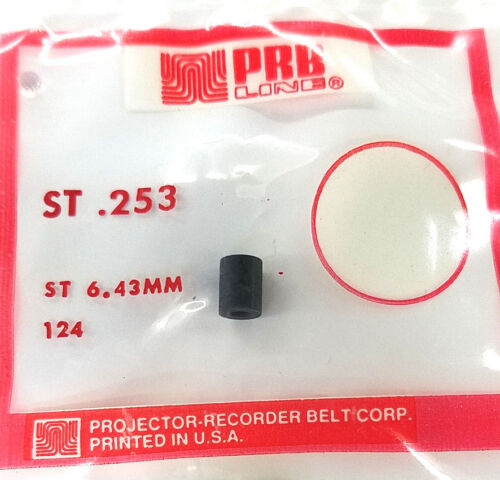 PRB
LINE®
ST .253
ST 6.43MM
124
PROJECTOR-RECORDER BELT CORP.
PRINTED IN U.S.A.